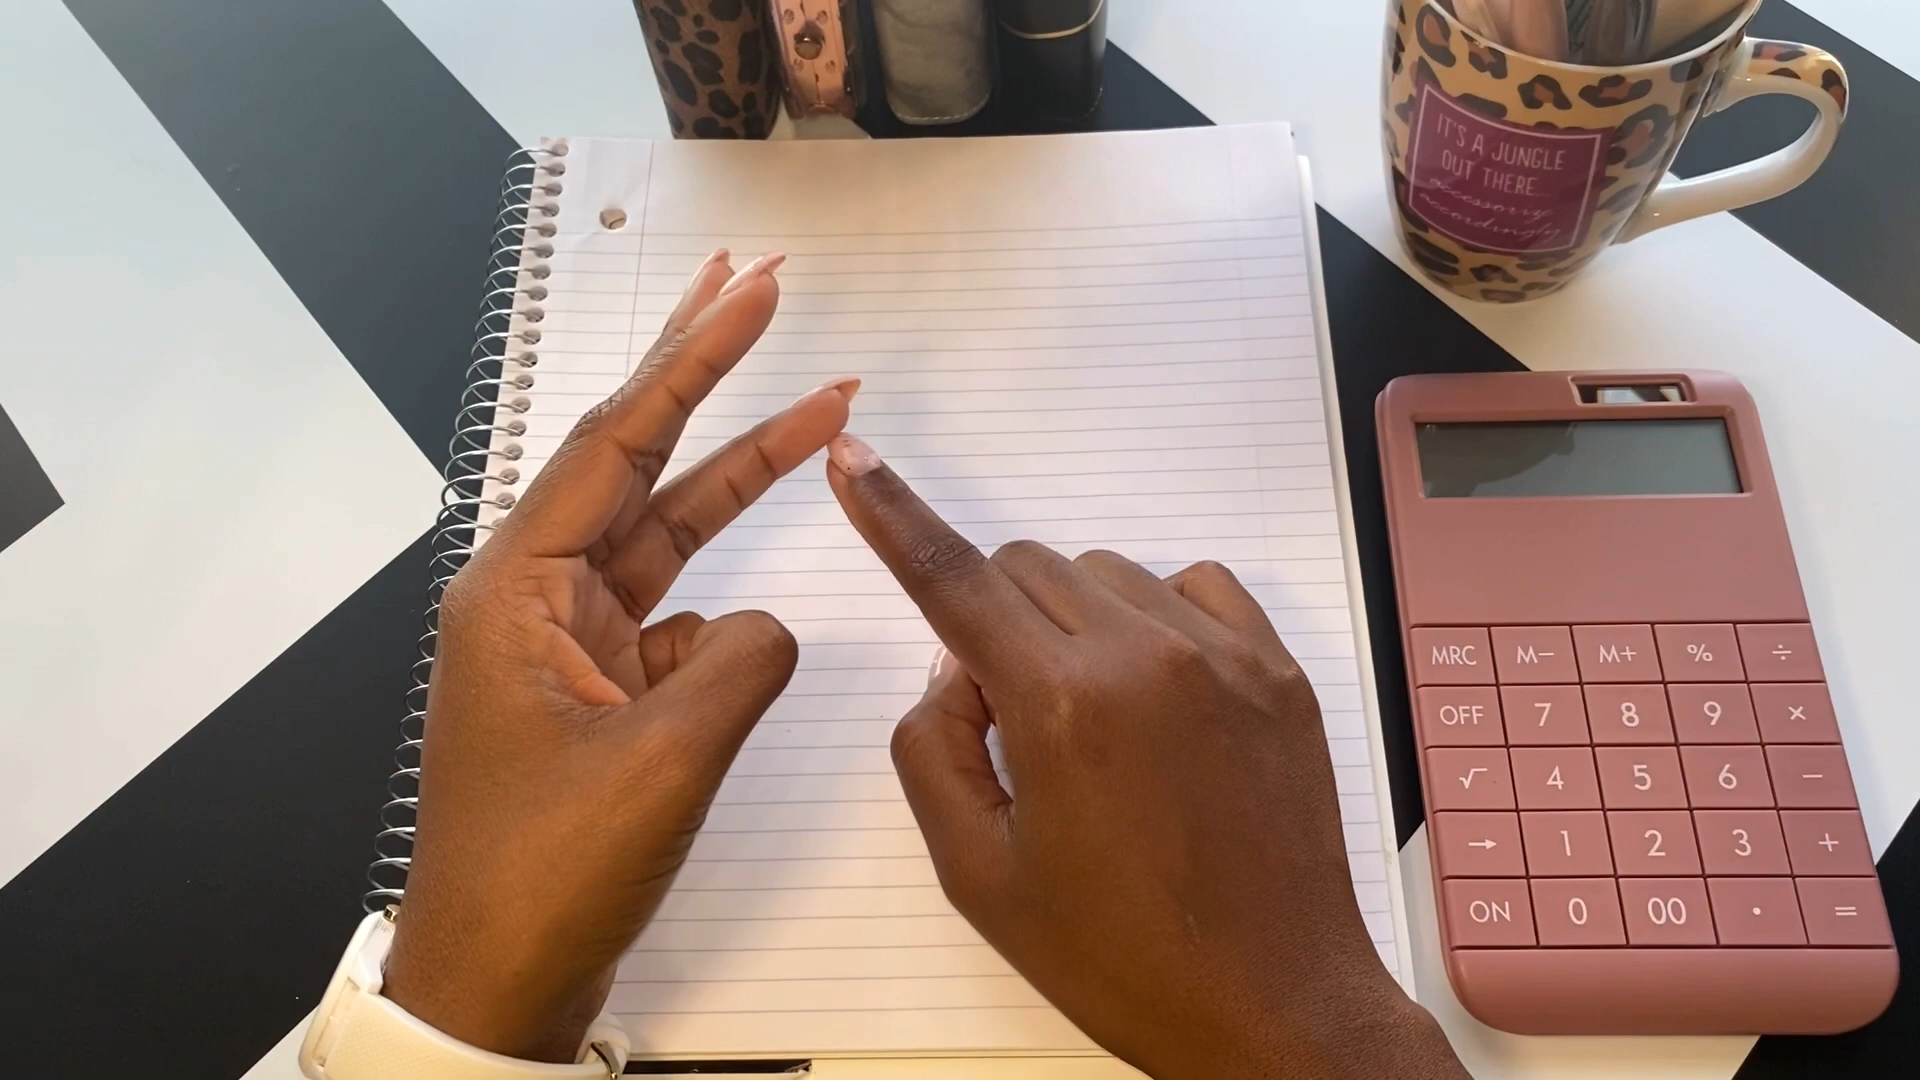 IT'S A JUNGLE
OUT THERE...
accessorize
accordingly
MRC M− M+ % ÷
OFF 7 8 9 ×
√ 4 5 6 −
→ 1 2 3 +
ON 0 00 . =